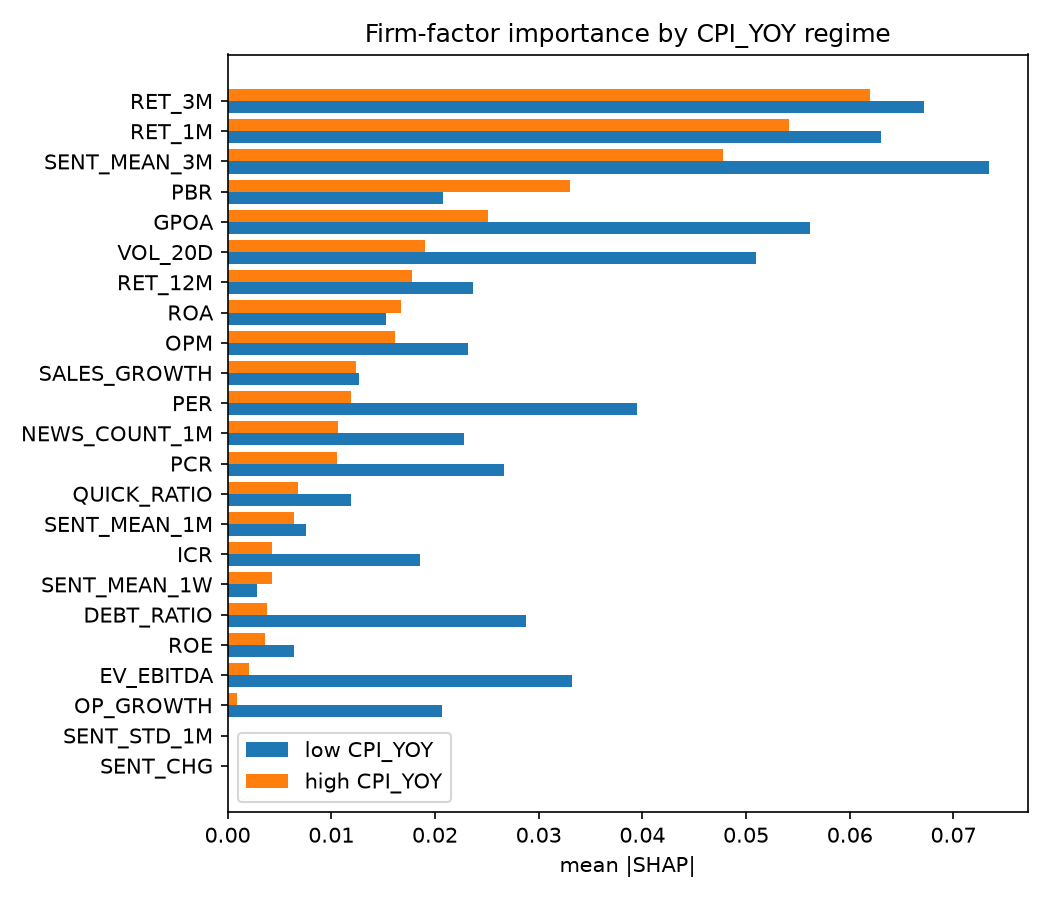 Firm-factor importance by CPI_YOY regime
RET_3M
RET_1M
SENT_MEAN_3M
PBR
GPOA
VOL_20D
RET_12M
ROA
OPM
SALES_GROWTH
PER
NEWS_COUNT_1M
PCR
QUICK_RATIO
SENT_MEAN_1M
ICR
SENT_MEAN_1W
DEBT_RATIO
ROE
EV_EBITDA
OP_GROWTH
SENT_STD_1M
SENT_CHG
low CPI_YOY
high CPI_YOY
0.00 0.01 0.02 0.03 0.04 0.05 0.06 0.07
mean |SHAP|